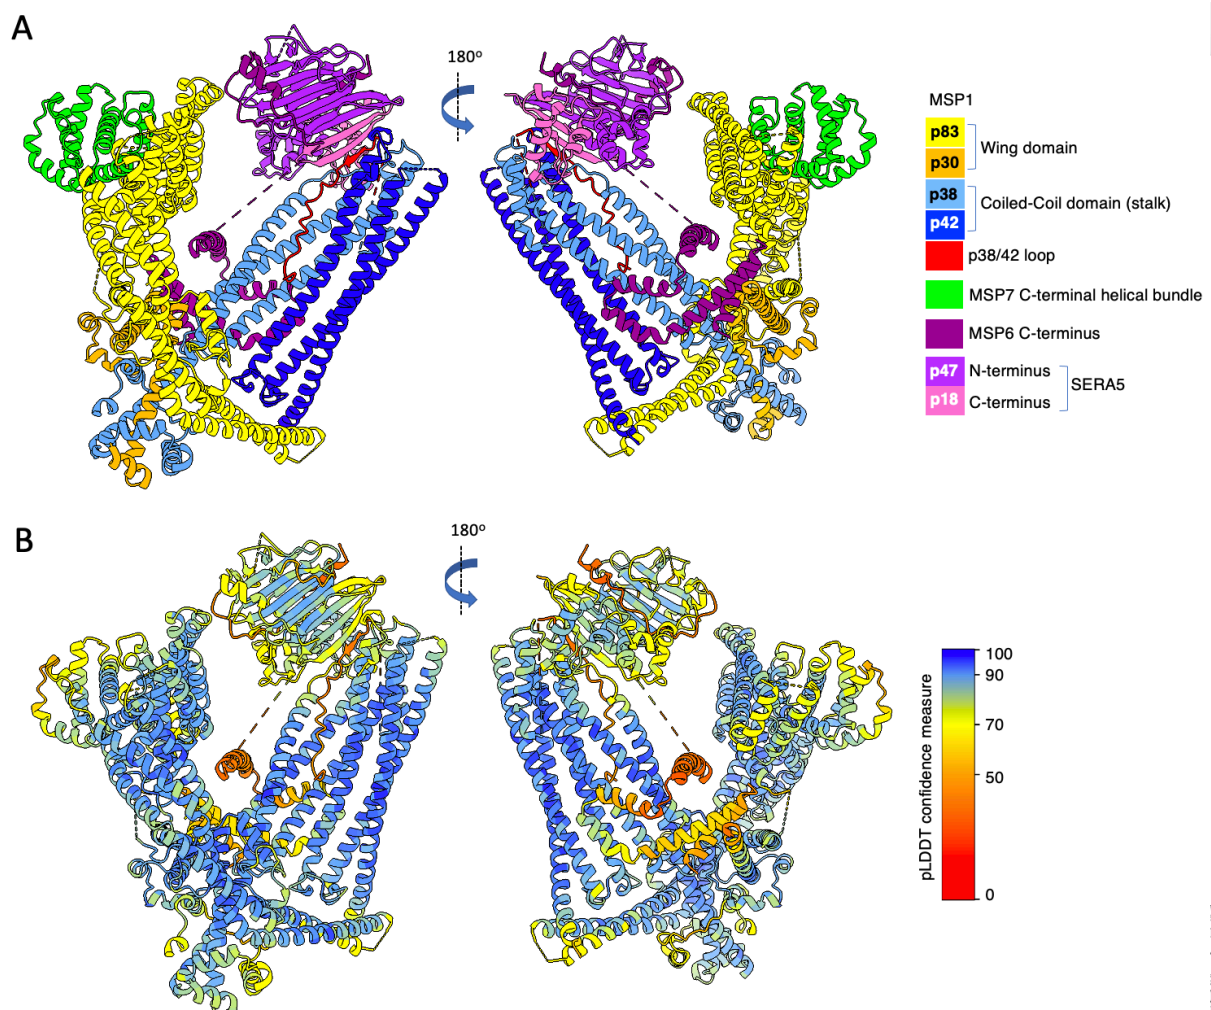 A
180º
MSP1
p83
Wing domain
p30
p38
Coiled-Coil domain (stalk)
p42
p38/42 loop
MSP7 C-terminal helical bundle
MSP6 C-terminus
p47 N-terminus
SERA5
p18 C-terminus
B
180º
pLDDT confidence measure
100
90
70
50
0